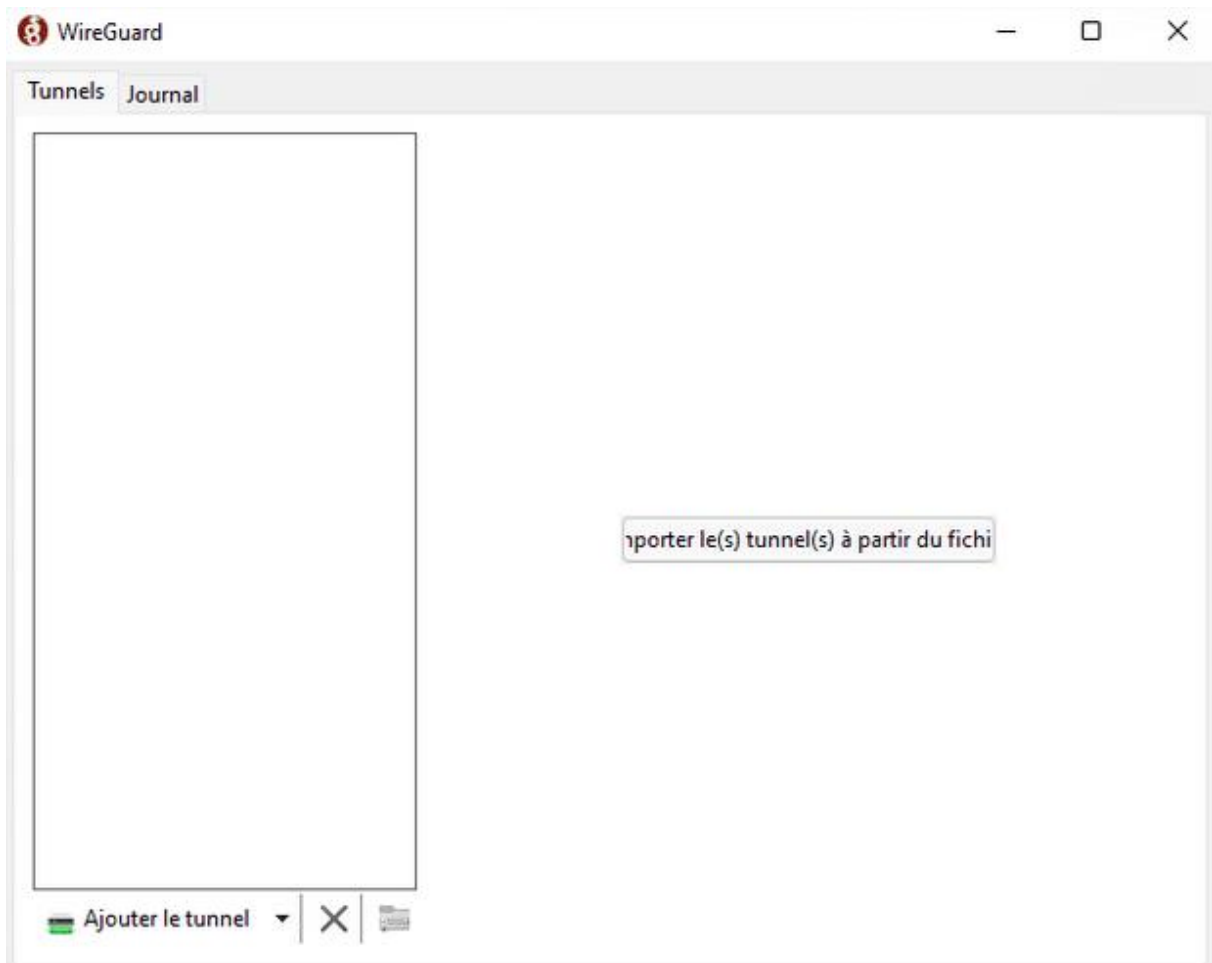 WireGuard
Tunnels
Journal
porter le(s) tunnel(s) à partir du fichi
Ajouter le tunnel